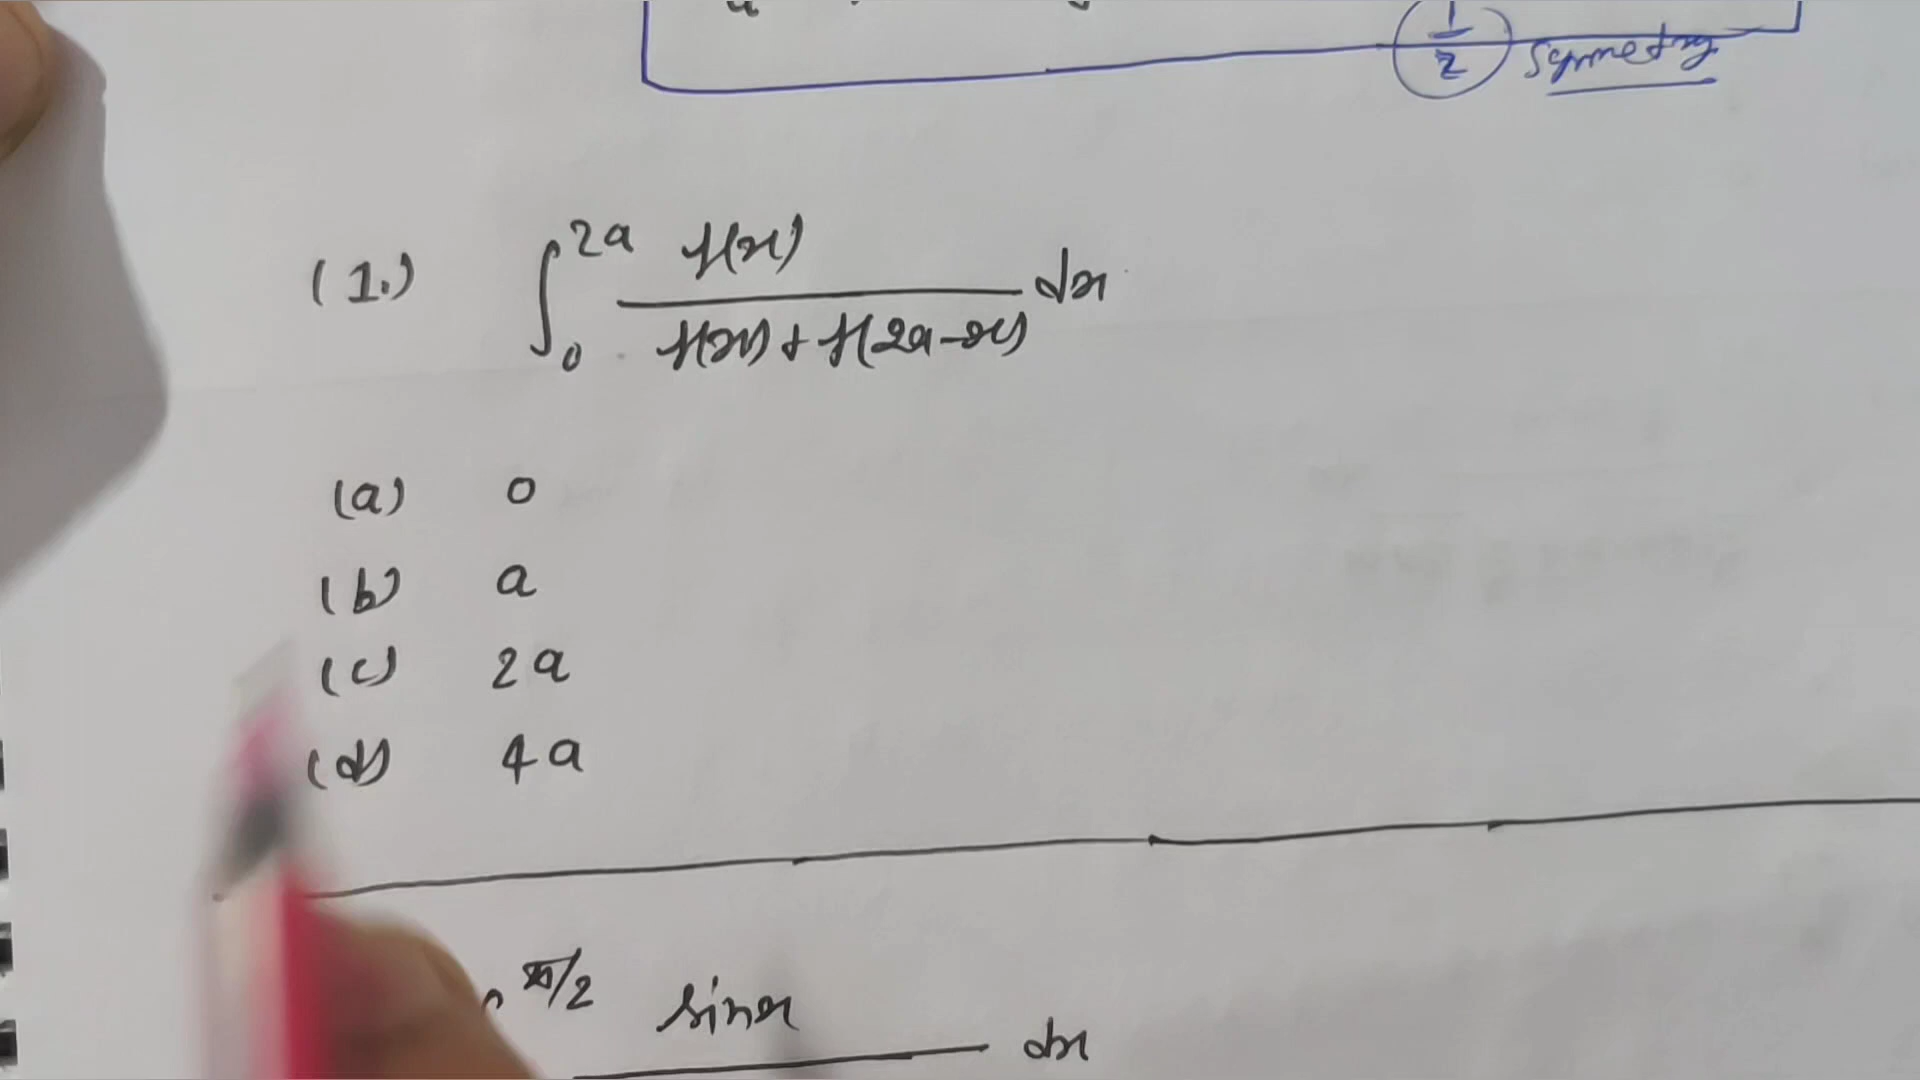 1/2 Symmetry
(1.) ∫₀^2a f(x) / f(x) + f(2a-x) dx
(a) 0
(b) a
(c) 2a
(d) 4a
π/2 sinx dx